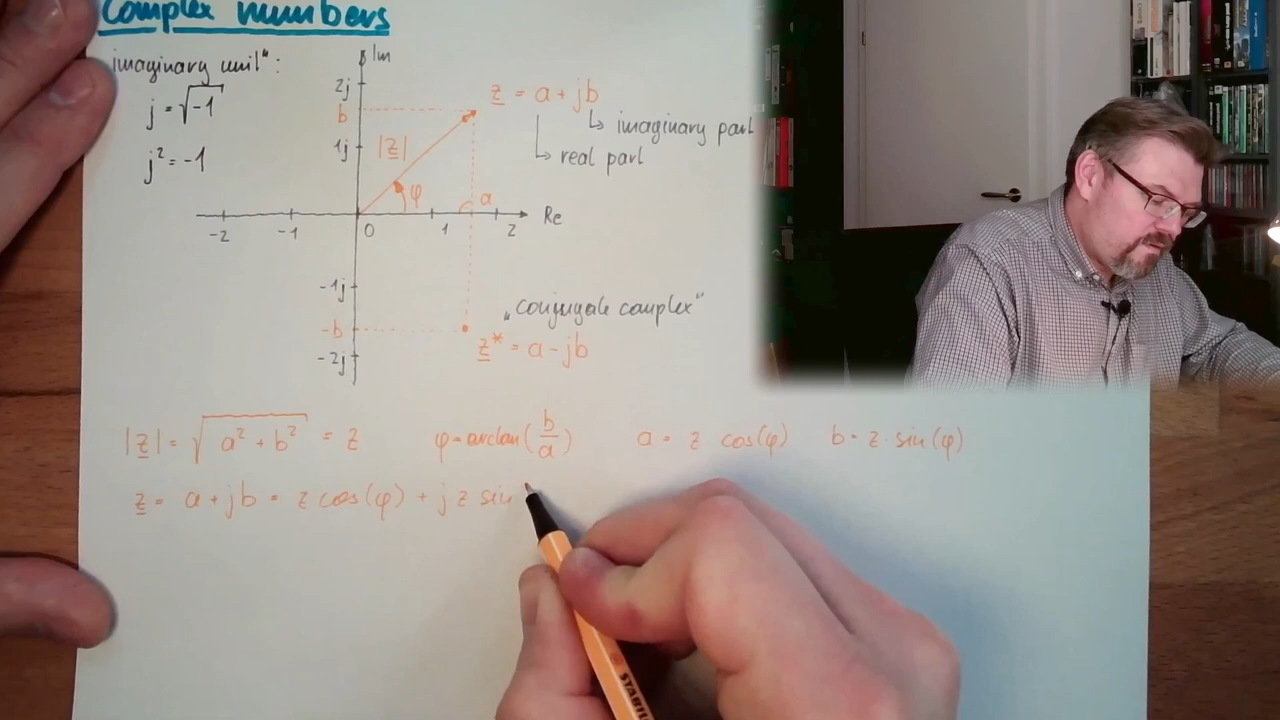 Complex numbers
imaginary unit":
j = √-1
j² = -1
Im
2j
b
1j
|z|
φ
a
-2 -1 0 1 2 Re
-1j
-b
-2j
z = a + jb
imaginary part
real part
„conjugate complex"
z* = a - jb
|z| = √a² + b² = z φ = arctan(b/a) a = z cos(φ) b = z · sin(φ)
z = a + jb = z cos(φ) + j z sin
STABIL